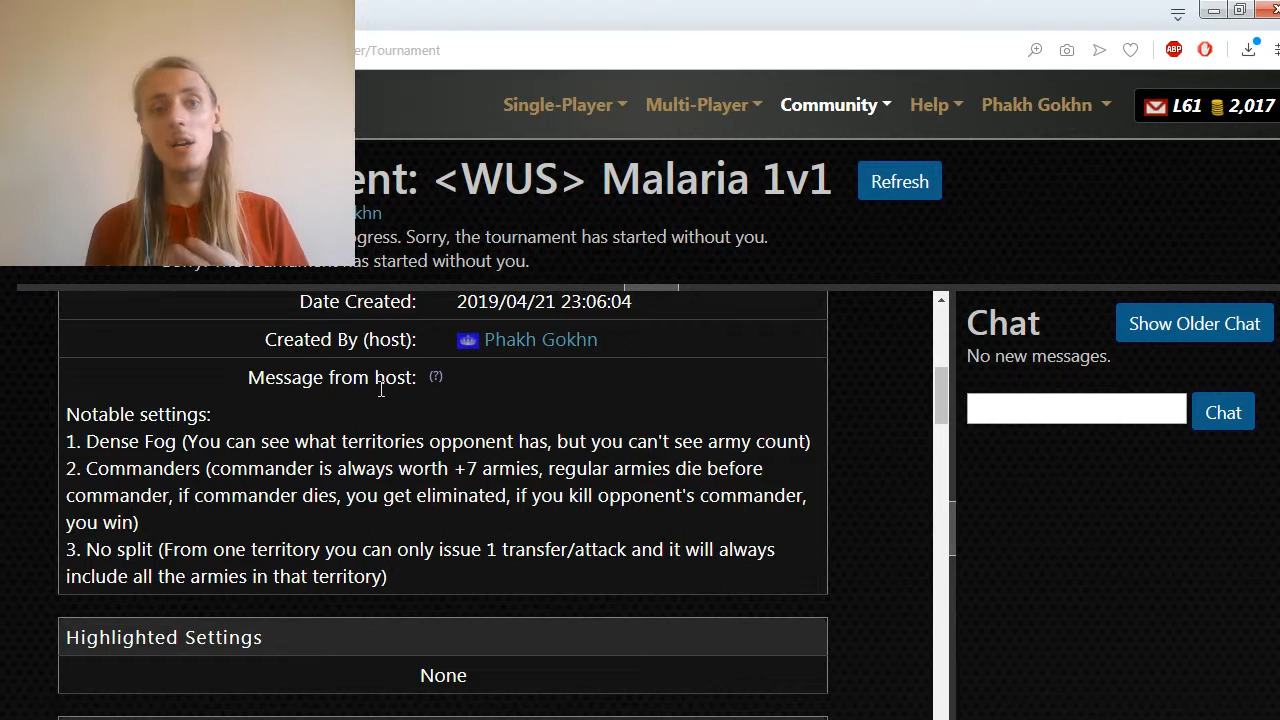 er/Tournament
ABP
Single-Player Multi-Player Community Help Phakh Gokhn L61 2,017
ent: <WUS> Malaria 1v1 Refresh
khn
ogress. Sorry, the tournament has started without you.
has started without you.
Date Created: 2019/04/21 23:06:04
Created By (host): Phakh Gokhn
Message from host: (?)
Notable settings:
1. Dense Fog (You can see what territories opponent has, but you can't see army count)
2. Commanders (commander is always worth +7 armies, regular armies die before
commander, if commander dies, you get eliminated, if you kill opponent's commander,
you win)
3. No split (From one territory you can only issue 1 transfer/attack and it will always
include all the armies in that territory)
Highlighted Settings
None
Chat Show Older Chat
No new messages.
Chat